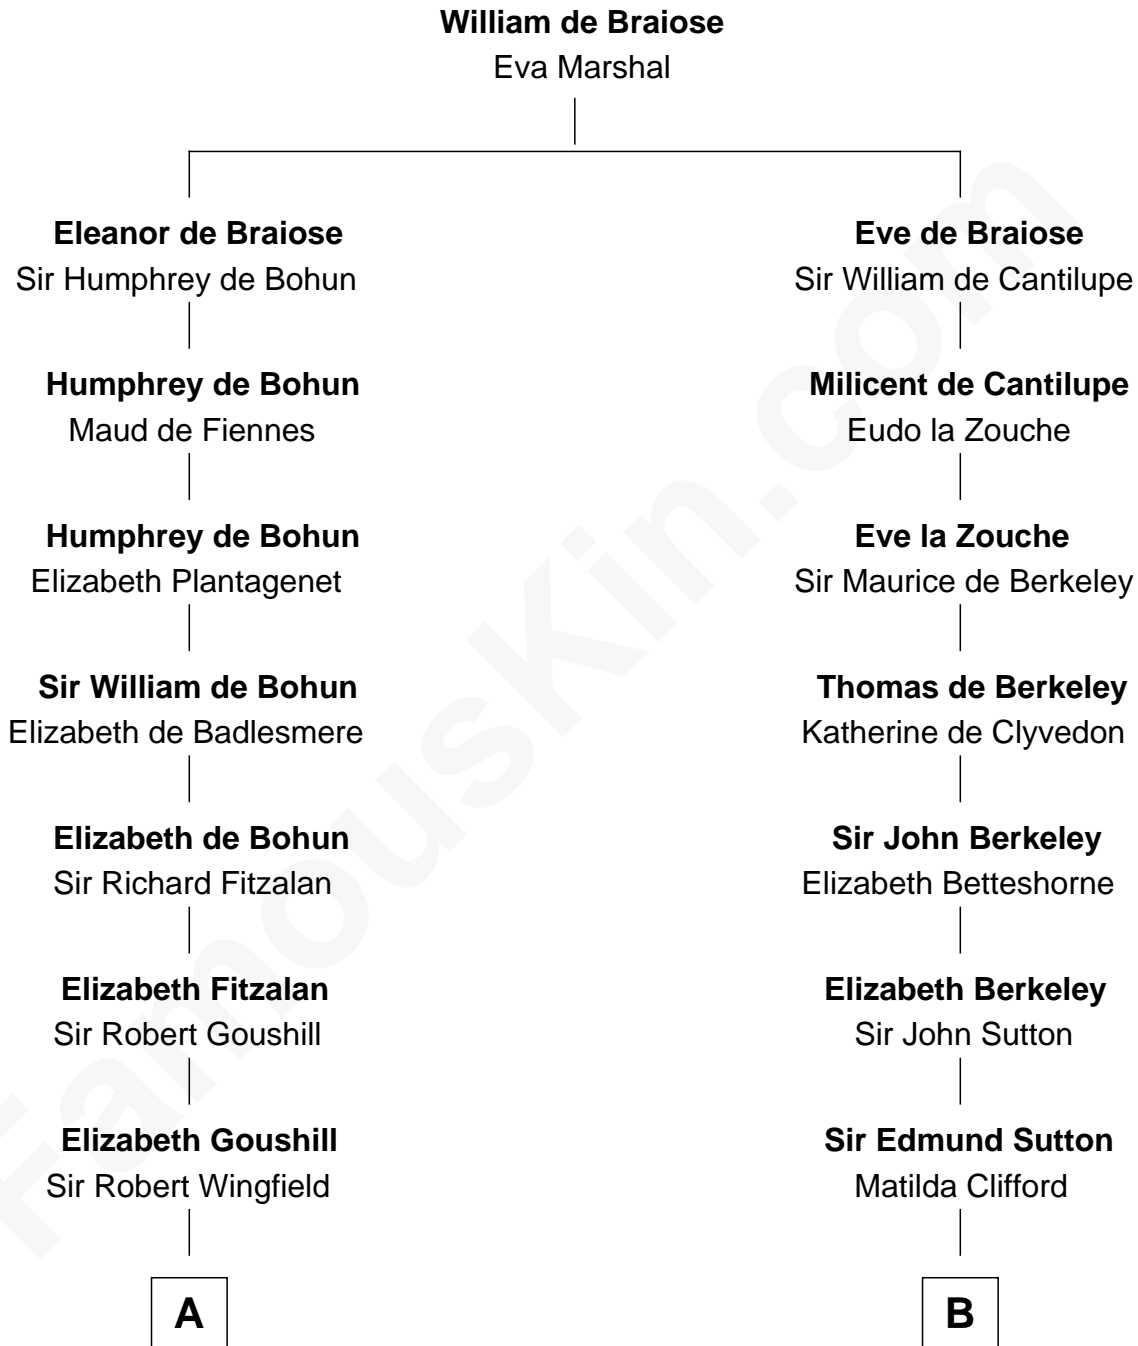 William de Braiose
Eva Marshal
Eleanor de Braiose
Sir Humphrey de Bohun
Humphrey de Bohun
Maud de Fiennes
Humphrey de Bohun
Elizabeth Plantagenet
Sir William de Bohun
Elizabeth de Badlesmere
Elizabeth de Bohun
Sir Richard Fitzalan
Elizabeth Fitzalan
Sir Robert Goushill
Elizabeth Goushill
Sir Robert Wingfield
A
Eve de Braiose
Sir William de Cantilupe
Milicent de Cantilupe
Eudo la Zouche
Eve la Zouche
Sir Maurice de Berkeley
Thomas de Berkeley
Katherine de Clyvedon
Sir John Berkeley
Elizabeth Betteshorne
Elizabeth Berkeley
Sir John Sutton
Sir Edmund Sutton
Matilda Clifford
B
FamousKin.com